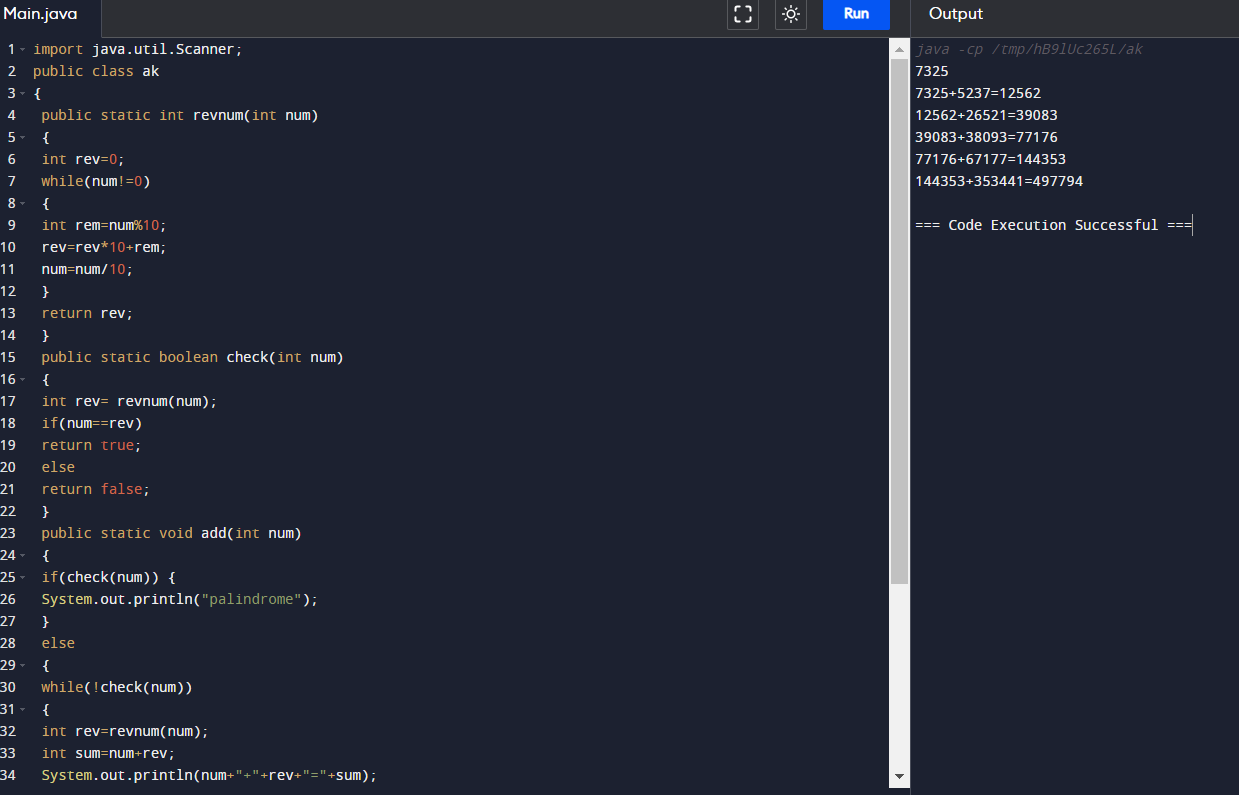 Main.java
Run
Output
1 import java.util.Scanner;
2 public class ak
3 {
4 public static int revnum(int num)
5 {
6 int rev=0;
7 while(num!=0)
8 {
9 int rem=num%10;
10 rev=rev*10+rem;
11 num=num/10;
12 }
13 return rev;
14 }
15 public static boolean check(int num)
16 {
17 int rev= revnum(num);
18 if(num==rev)
19 return true;
20 else
21 return false;
22 }
23 public static void add(int num)
24 {
25 if(check(num)) {
26 System.out.println("palindrome");
27 }
28 else
29 {
30 while(!check(num))
31 {
32 int rev=revnum(num);
33 int sum=num+rev;
34 System.out.println(num+"+"+rev+"="+sum);
java -cp /tmp/hB9lUc265L/ak
7325
7325+5237=12562
12562+26521=39083
39083+38093=77176
77176+67177=144353
144353+353441=497794
=== Code Execution Successful ===